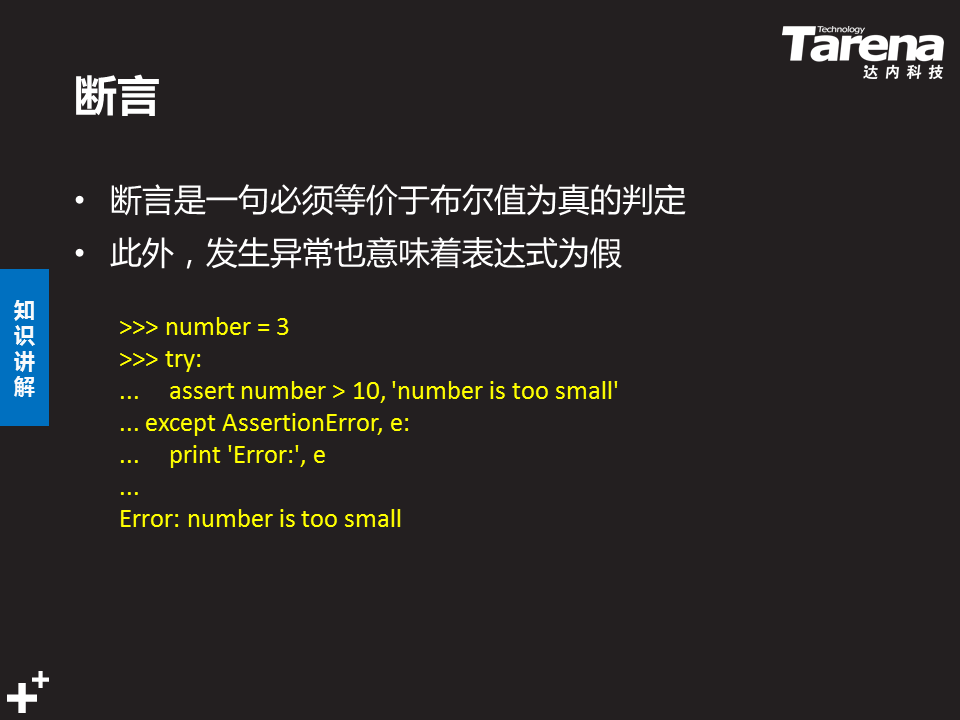 Technology
Tarena
达内科技
断言
• 断言是一句必须等价于布尔值为真的判定
• 此外，发生异常也意味着表达式为假
知
识
讲
解
>>> number = 3
>>> try:
...     assert number > 10, 'number is too small'
... except AssertionError, e:
...     print 'Error:', e
...
Error: number is too small